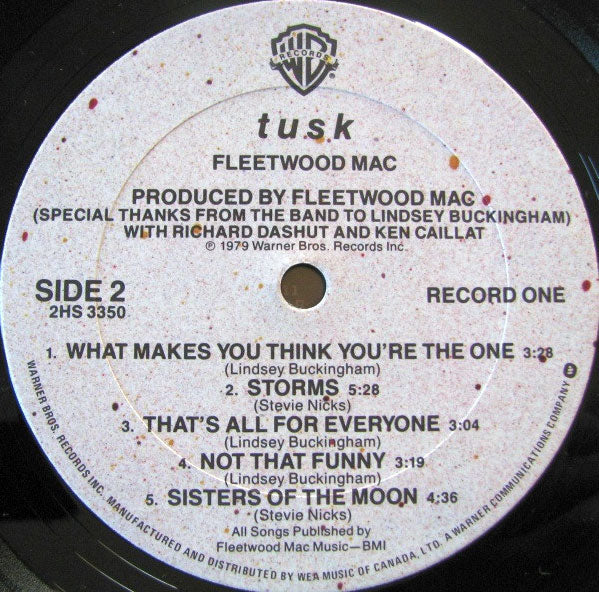 WB
RECORDS
®
tusk
FLEETWOOD MAC
PRODUCED BY FLEETWOOD MAC
(SPECIAL THANKS FROM THE BAND TO LINDSEY BUCKINGHAM)
WITH RICHARD DASHUT AND KEN CAILLAT
℗ 1979 Warner Bros. Records Inc.
SIDE 2
2HS 3350
RECORD ONE
1. WHAT MAKES YOU THINK YOU'RE THE ONE 3:28
(Lindsey Buckingham)
2. STORMS 5:28
(Stevie Nicks)
3. THAT'S ALL FOR EVERYONE 3:04
(Lindsey Buckingham)
4. NOT THAT FUNNY 3:19
(Lindsey Buckingham)
5. SISTERS OF THE MOON 4:36
(Stevie Nicks)
All Songs Published by
Fleetwood Mac Music—BMI
WARNER BROS. RECORDS INC. MANUFACTURED AND DISTRIBUTED BY WEA MUSIC OF CANADA, LTD. A WARNER COMMUNICATIONS COMPANY